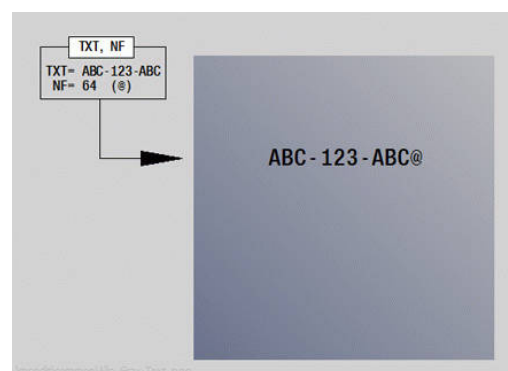 TXT, NF
TXT= ABC-123-ABC
NF= 64 (@)
ABC-123-ABC@